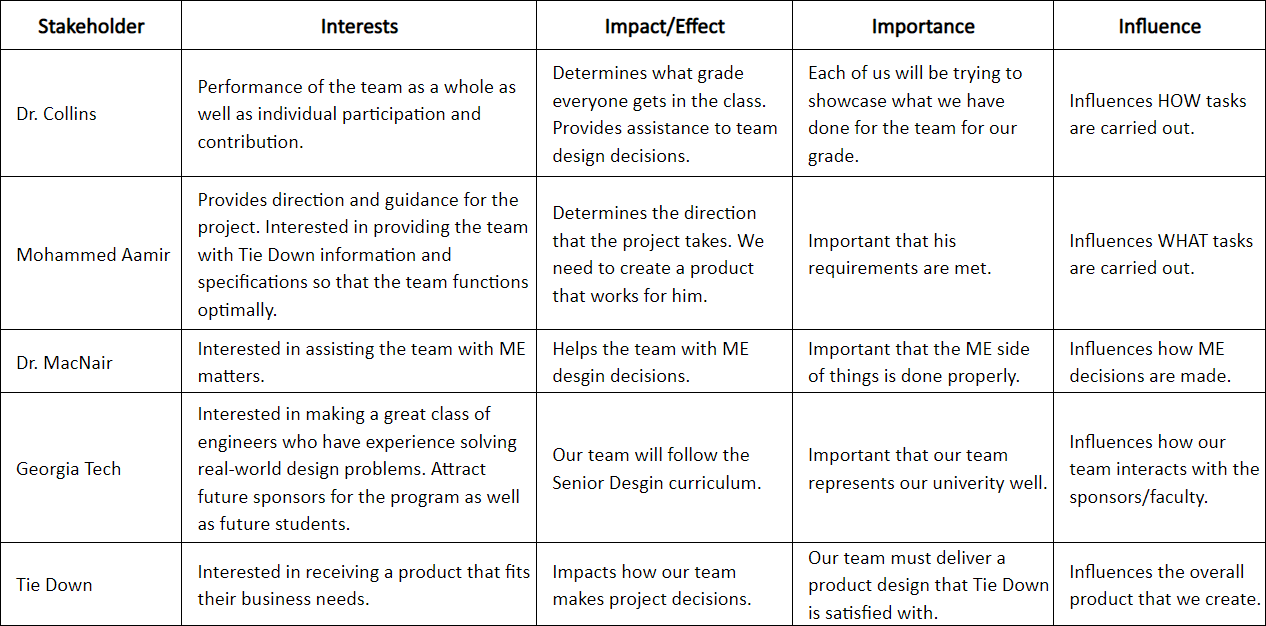 Stakeholder
Interests
Impact/Effect
Importance
Influence
Dr. Collins
Performance of the team as a whole as
well as individual participation and
contribution.
Determines what grade
everyone gets in the class.
Provides assistance to team
design decisions.
Each of us will be trying to
showcase what we have
done for the team for our
grade.
Influences HOW tasks
are carried out.
Mohammed Aamir
Provides direction and guidance for the
project. Interested in providing the team
with Tie Down information and
specifications so that the team functions
optimally.
Determines the direction
that the project takes. We
need to create a product
that works for him.
Important that his
requirements are met.
Influences WHAT tasks
are carried out.
Dr. MacNair
Interested in assisting the team with ME
matters.
Helps the team with ME
desgin decisions.
Important that the ME side
of things is done properly.
Influences how ME
decisions are made.
Georgia Tech
Interested in making a great class of
engineers who have experience solving
real-world design problems. Attract
future sponsors for the program as well
as future students.
Our team will follow the
Senior Desgin curriculum.
Important that our team
represents our univerity well.
Influences how our
team interacts with the
sponsors/faculty.
Tie Down
Interested in receiving a product that fits
their business needs.
Impacts how our team
makes project decisions.
Our team must deliver a
product design that Tie Down
is satisfied with.
Influences the overall
product that we create.